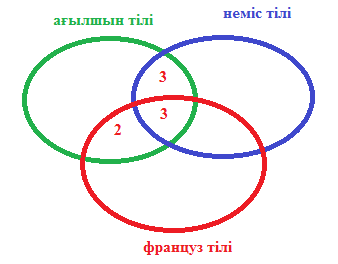 ағылшын тілі
неміс тілі
3
3
2
француз тілі